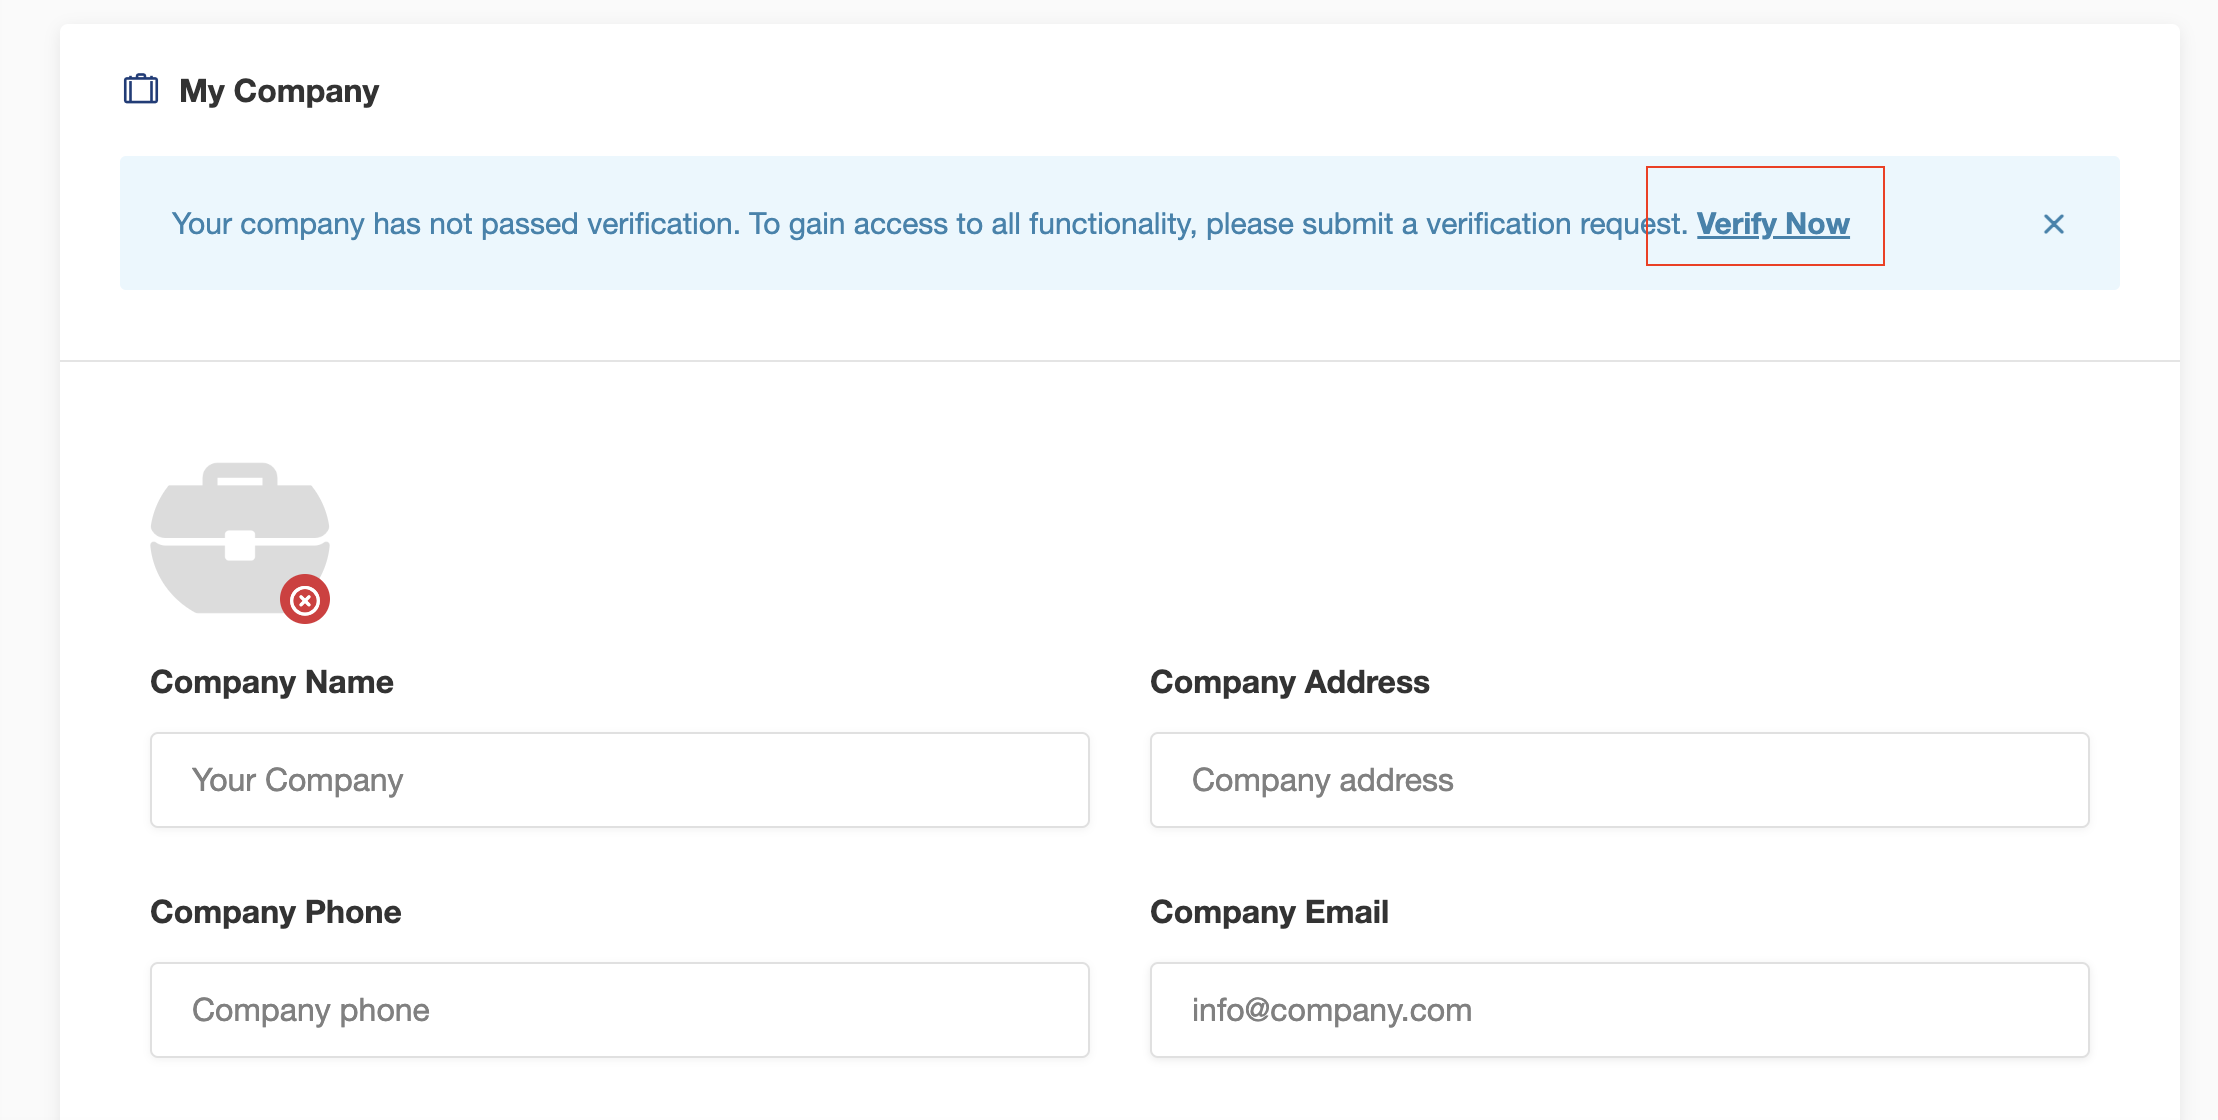 My Company
Your company has not passed verification. To gain access to all functionality, please submit a verification request. Verify Now
Company Name
Company Address
Your Company
Company address
Company Phone
Company Email
Company phone
info@company.com